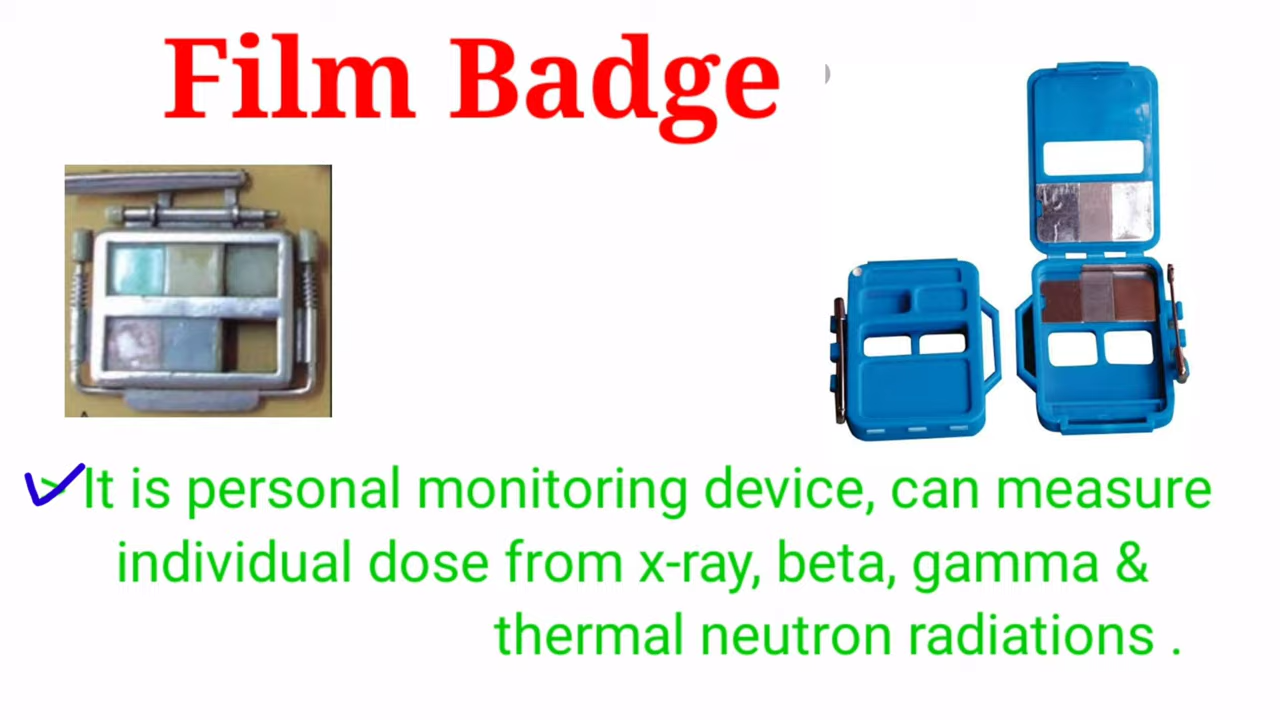 Film Badge
It is personal monitoring device, can measure
individual dose from x-ray, beta, gamma &
thermal neutron radiations .